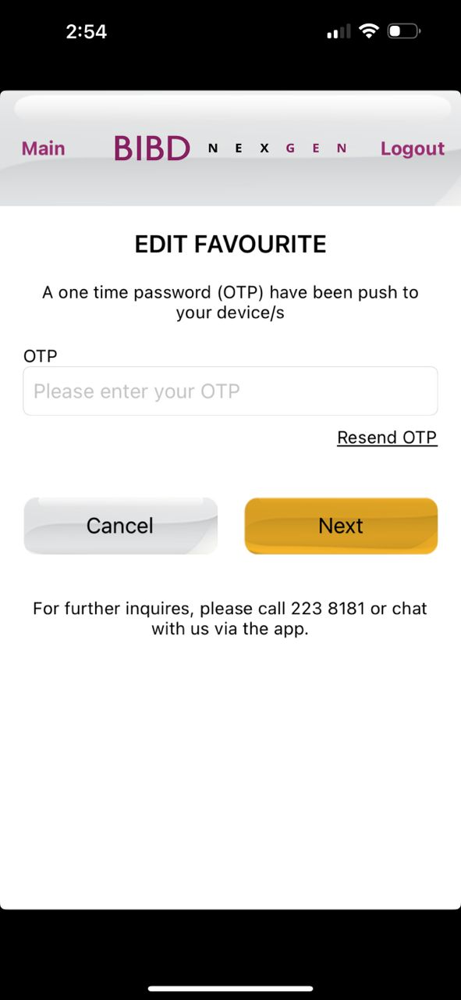 2:54
Main BIBD NEXGEN Logout
EDIT FAVOURITE
A one time password (OTP) have been push to
your device/s
OTP
Please enter your OTP
Resend OTP
Cancel Next
For further inquires, please call 223 8181 or chat
with us via the app.